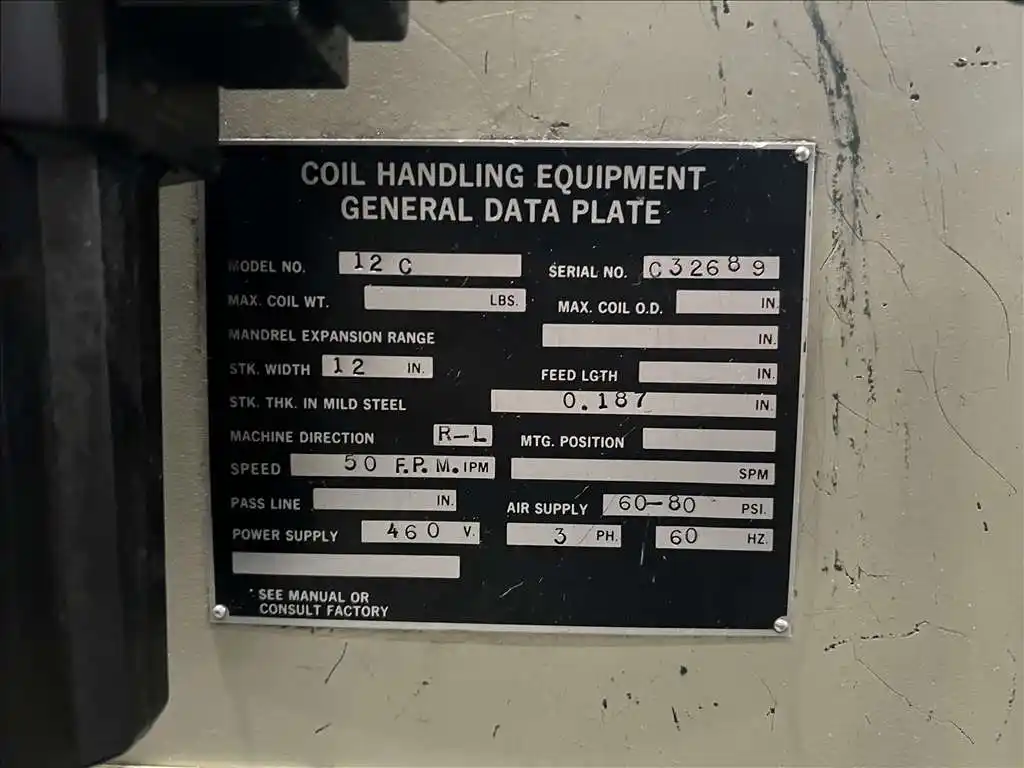 COIL HANDLING EQUIPMENT
GENERAL DATA PLATE
MODEL NO. 12 C SERIAL NO. C32689
MAX. COIL WT. LBS. MAX. COIL O.D. IN.
MANDREL EXPANSION RANGE IN.
STK. WIDTH 12 IN. FEED LGTH IN.
STK. THK. IN MILD STEEL 0.187 IN.
MACHINE DIRECTION R-L MTG. POSITION
SPEED 50 F.P.M. IPM SPM
PASS LINE IN. AIR SUPPLY 60-80 PSI.
POWER SUPPLY 460 V. 3 PH. 60 HZ.
*SEE MANUAL OR
CONSULT FACTORY